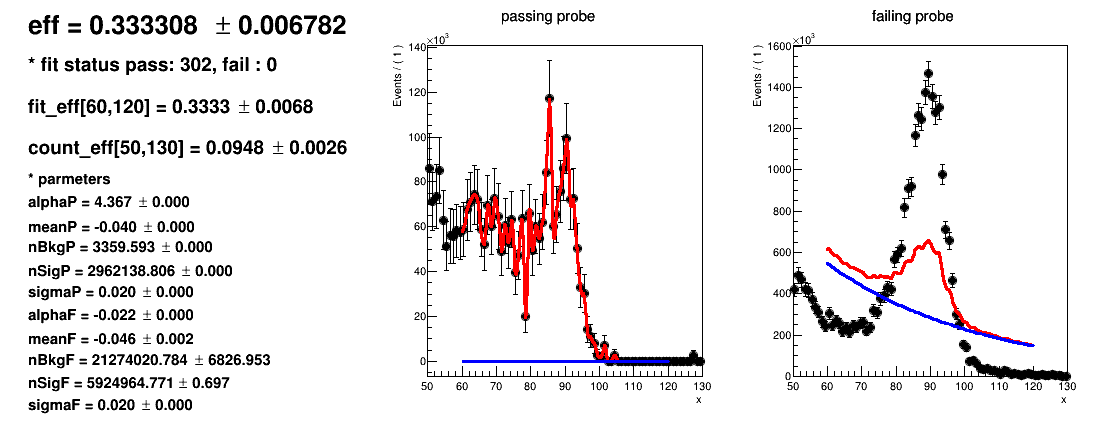 eff = 0.333308 ± 0.006782
* fit status pass: 302, fail : 0
fit_eff[60,120] = 0.3333 ± 0.0068
count_eff[50,130] = 0.0948 ± 0.0026
* parmeters
alphaP = 4.367 ± 0.000
meanP = -0.040 ± 0.000
nBkgP = 3359.593 ± 0.000
nSigP = 2962138.806 ± 0.000
sigmaP = 0.020 ± 0.000
alphaF = -0.022 ± 0.000
meanF = -0.046 ± 0.002
nBkgF = 21274020.784 ± 6826.953
nSigF = 5924964.771 ± 0.697
sigmaF = 0.020 ± 0.000
passing probe
×10³
Events / ( 1 )
140
120
100
80
60
40
20
0
50 60 70 80 90 100 110 120 130
x
failing probe
×10³
Events / ( 1 )
1600
1400
1200
1000
800
600
400
200
0
50 60 70 80 90 100 110 120 130
x